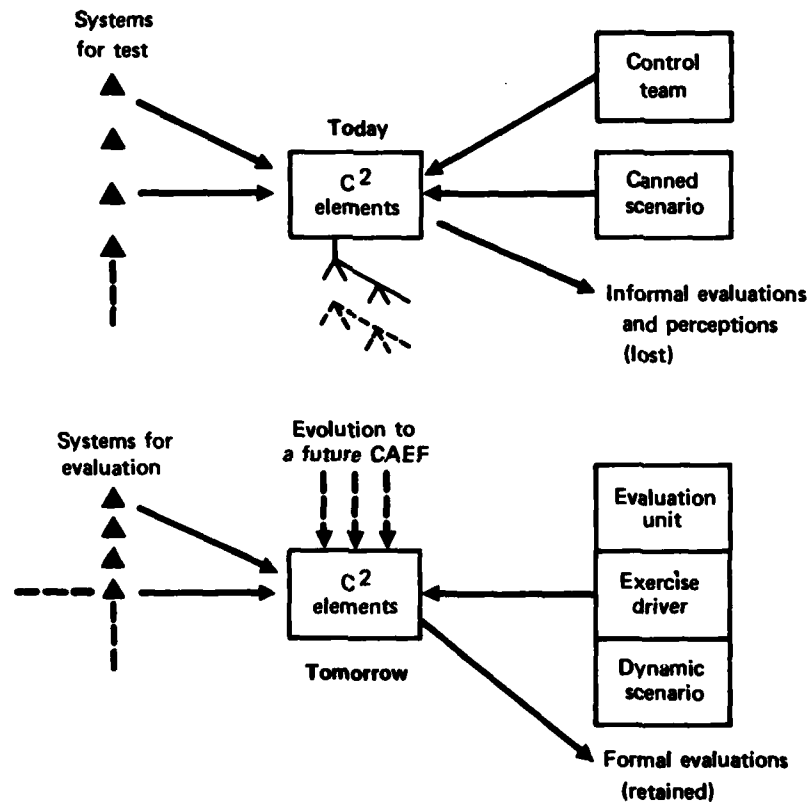 Systems
for test
Today
C² elements
Control
team
Canned
scenario
Informal evaluations
and perceptions
(lost)
Systems for
evaluation
Evolution to
a future CAEF
C² elements
Tomorrow
Evaluation
unit
Exercise
driver
Dynamic
scenario
Formal evaluations
(retained)